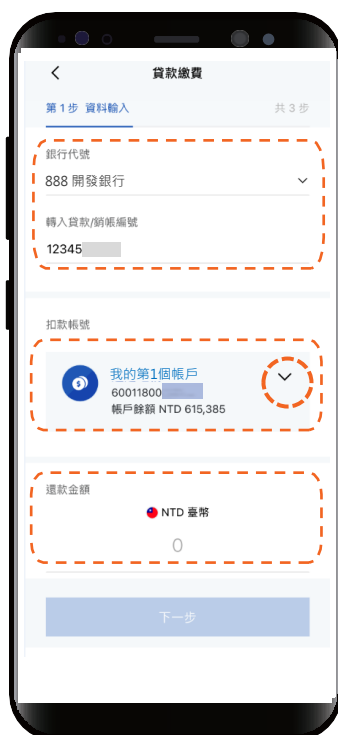 貸款繳費
第1步 資料輸入
共3步
銀行代號
888 開發銀行
轉入貸款/銷帳編號
12345
扣款帳號
我的第1個帳戶
60011800
帳戶餘額 NTD 615,385
還款金額
NTD 臺幣
0
下一步